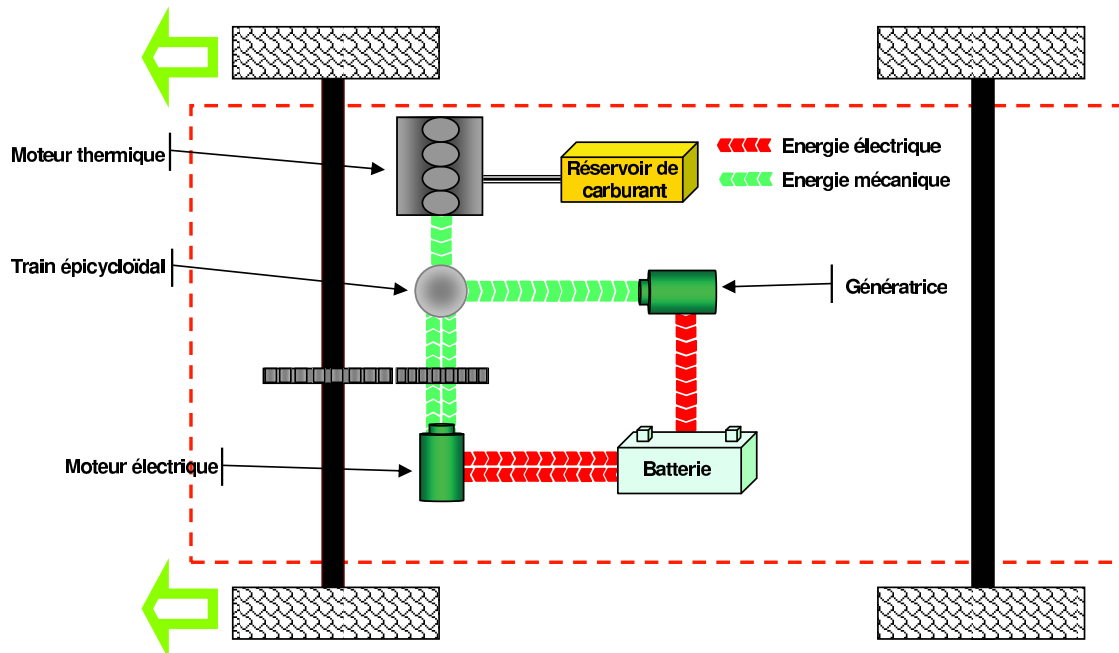 Moteur thermique
Réservoir de
carburant
Energie électrique
Energie mécanique
Train épicycloïdal
Génératrice
Moteur électrique
Batterie